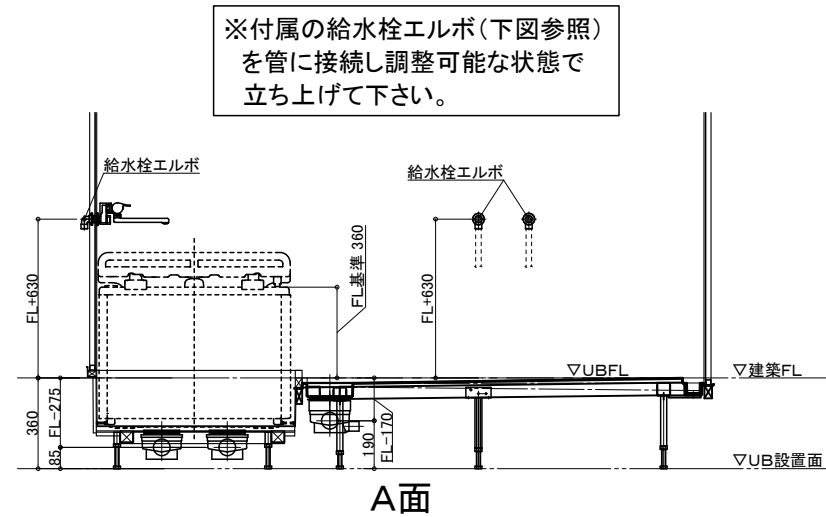 ※付属の給水栓エルボ(下図参照)
を管に接続し調整可能な状態で
立ち上げて下さい。
給水栓エルボ
給水栓エルボ
FL+630
FL基準 360
FL+630
▽UBFL
▽建築FL
360
FL-275
85
190
FL-170
▽UB設置面
A面